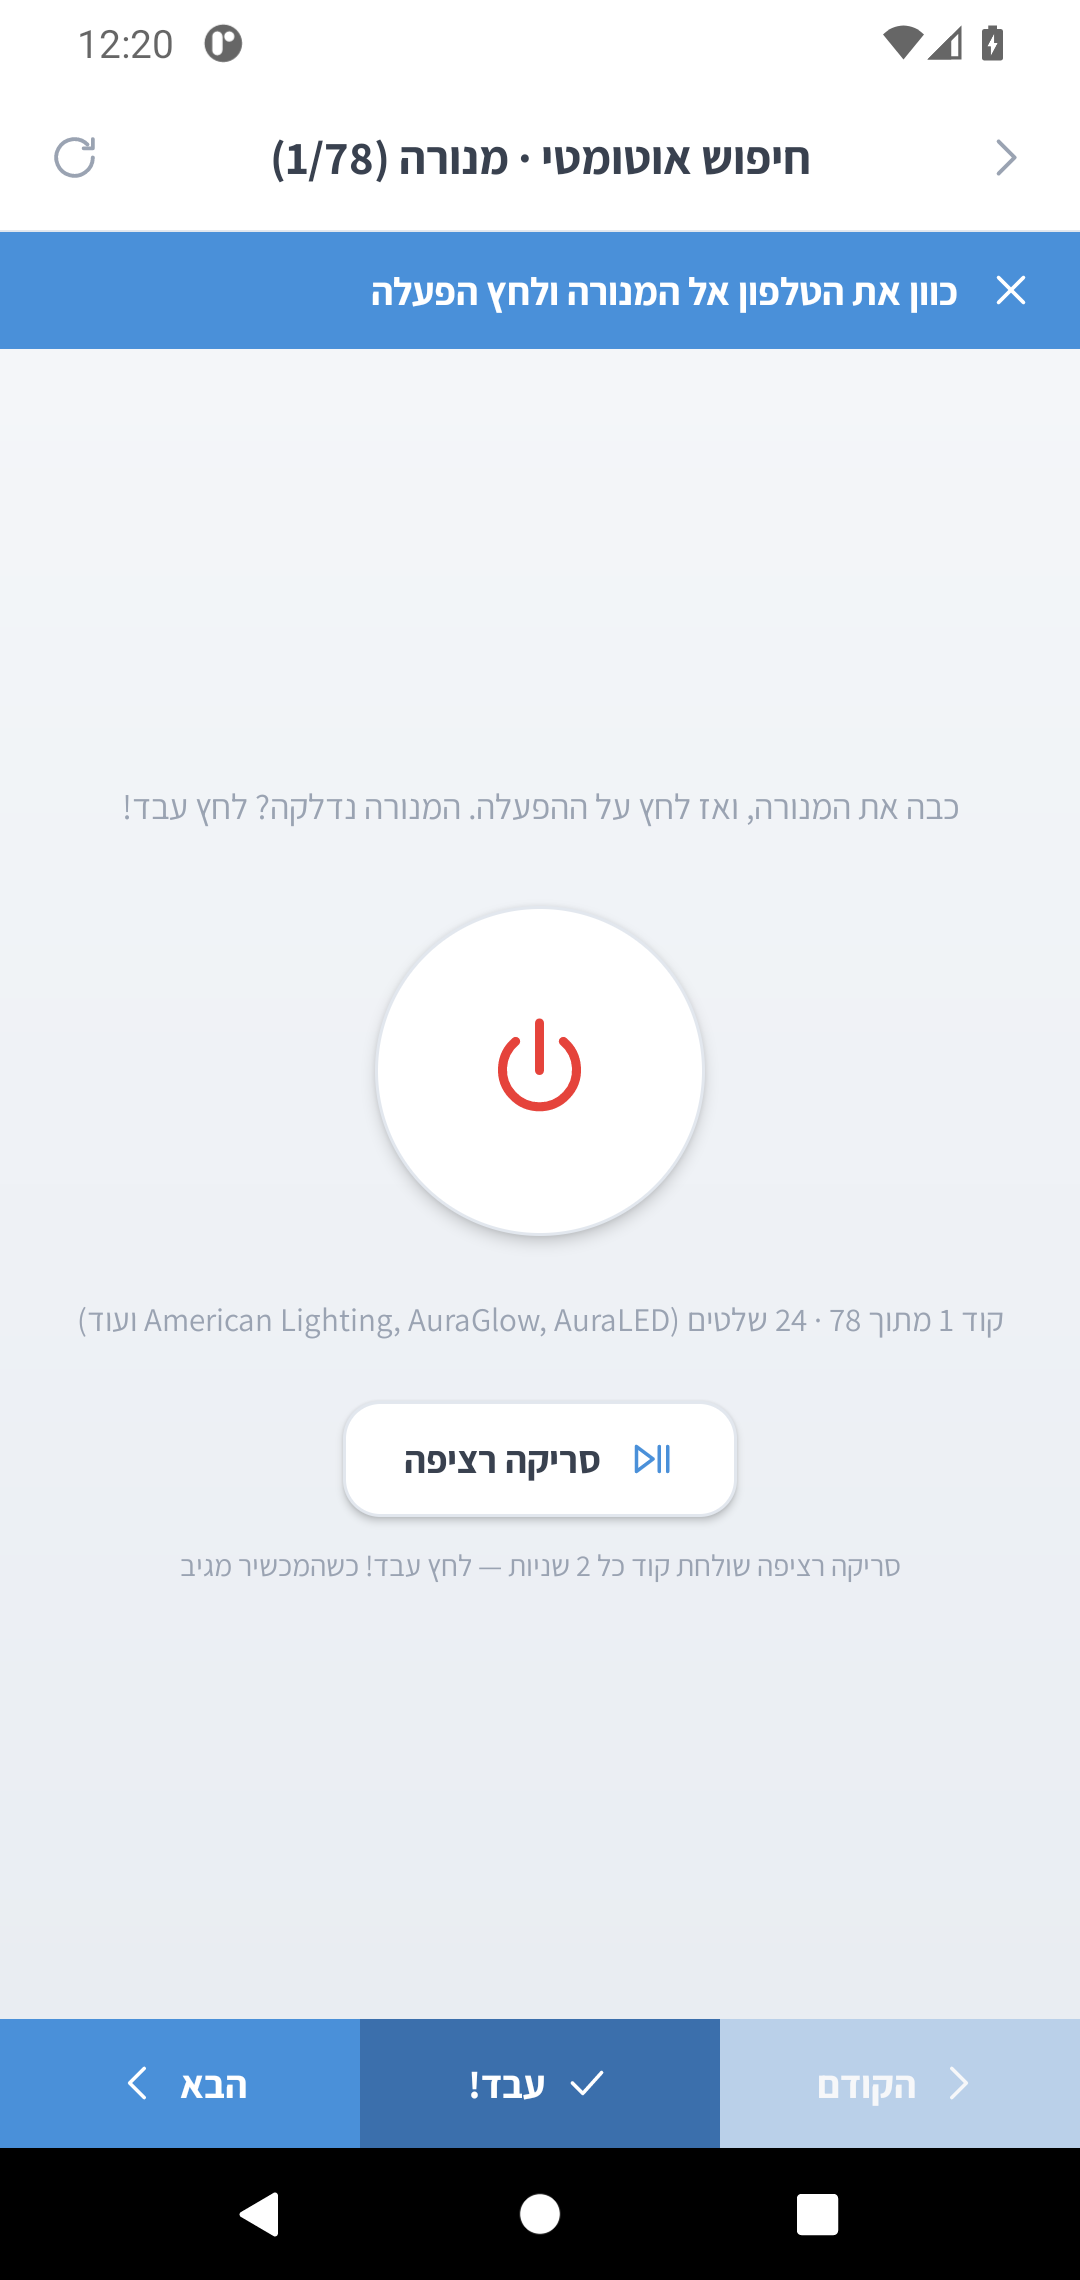 12:20
חיפוש אוטומטי · מנורה (1/78)
כוון את הטלפון אל המנורה ולחץ הפעלה
כבה את המנורה, ואז לחץ על ההפעלה. המנורה נדלקה? לחץ עבד!
קוד 1 מתוך 78 · 24 שלטים (American Lighting, AuraGlow, AuraLED ועוד)
סריקה רציפה
סריקה רציפה שולחת קוד כל 2 שניות — לחץ עבד! כשהמכשיר מגיב
הקודם
עבד!
הבא